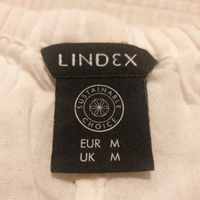 LINDEX
SUSTAINABLE
CHOICE
EUR M
UK M